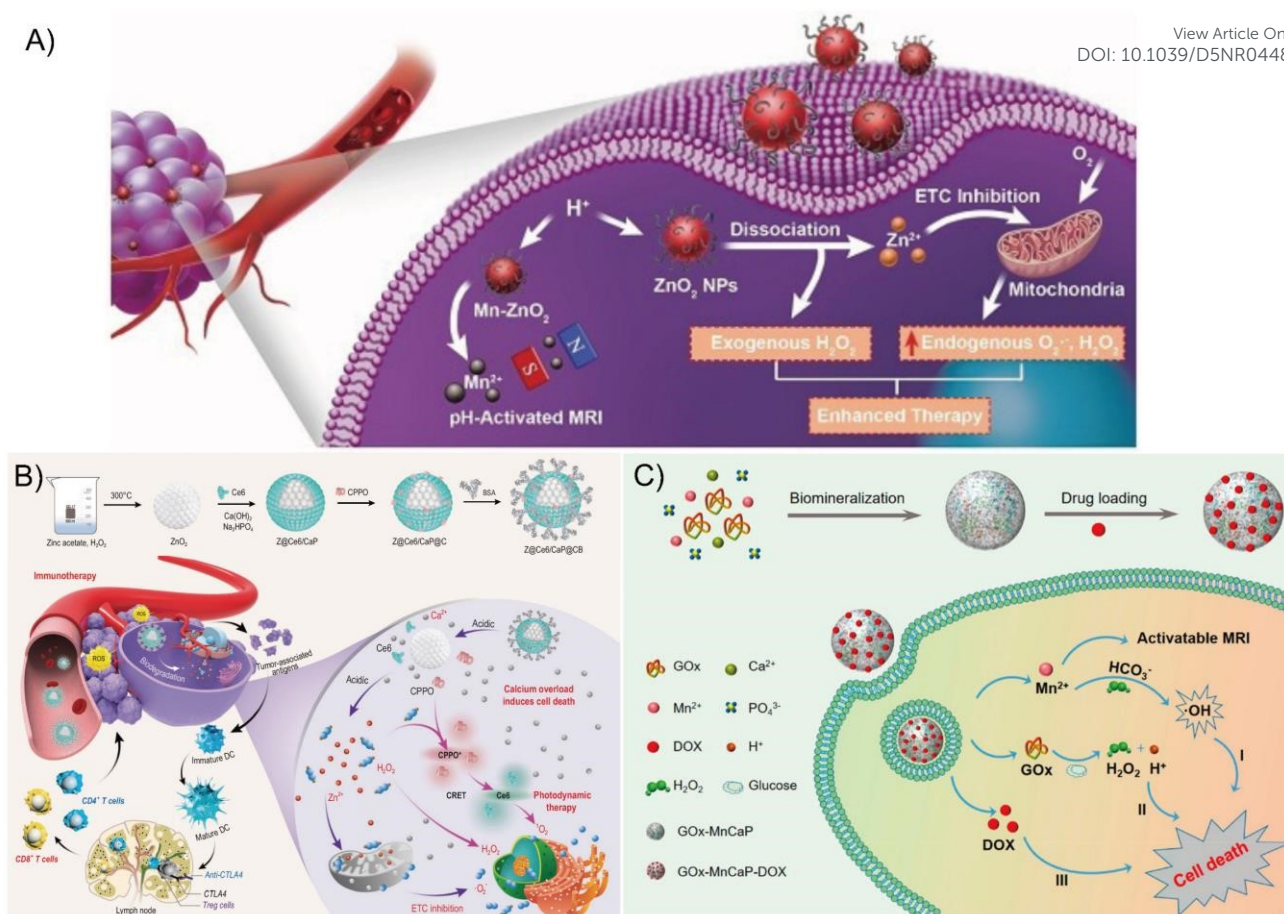 View Article On
DOI: 10.1039/D5NR0448
A)
O₂
H⁺
ETC Inhibition
Dissociation
Zn²⁺
Mn-ZnO₂
ZnO₂ NPs
Mitochondria
Mn²⁺
S
N
pH-Activated MRI
Exogenous H₂O₂
Endogenous O₂•⁻, H₂O₂
Enhanced Therapy
B)
300°C
Ce6
Ca(OH)₂
Na₂HPO₄
CPPO
BSA
Zinc acetate, H₂O₂
ZnO₂
Z@Ce6/CaP
Z@Ce6/CaP@C
Z@Ce6/CaP@CB
Immunotherapy
ROS
ROS
Biodegradation
Tumor-associated
antigens
Immature DC
Mature DC
CD4⁺ T cells
CD8⁺ T cells
Anti-CTLA4
CTLA4
Treg cells
Lymph node
Ca²⁺
Ce6
Acidic
Acidic
CPPO
Calcium overload
induces cell death
CPPO*
H₂O₂
Zn²⁺
CRET
Ce6
Photodynamic
therapy
¹O₂
H₂O₂
·O₂⁻
ETC inhibition
C)
Biomineralization
Drug loading
GOx
Ca²⁺
Mn²⁺
PO₄³⁻
DOX
H⁺
H₂O₂
Glucose
GOx-MnCaP
GOx-MnCaP-DOX
Activatable MRI
Mn²⁺
HCO₃⁻
·OH
I
GOx
H₂O₂
+
H⁺
II
DOX
III
Cell death